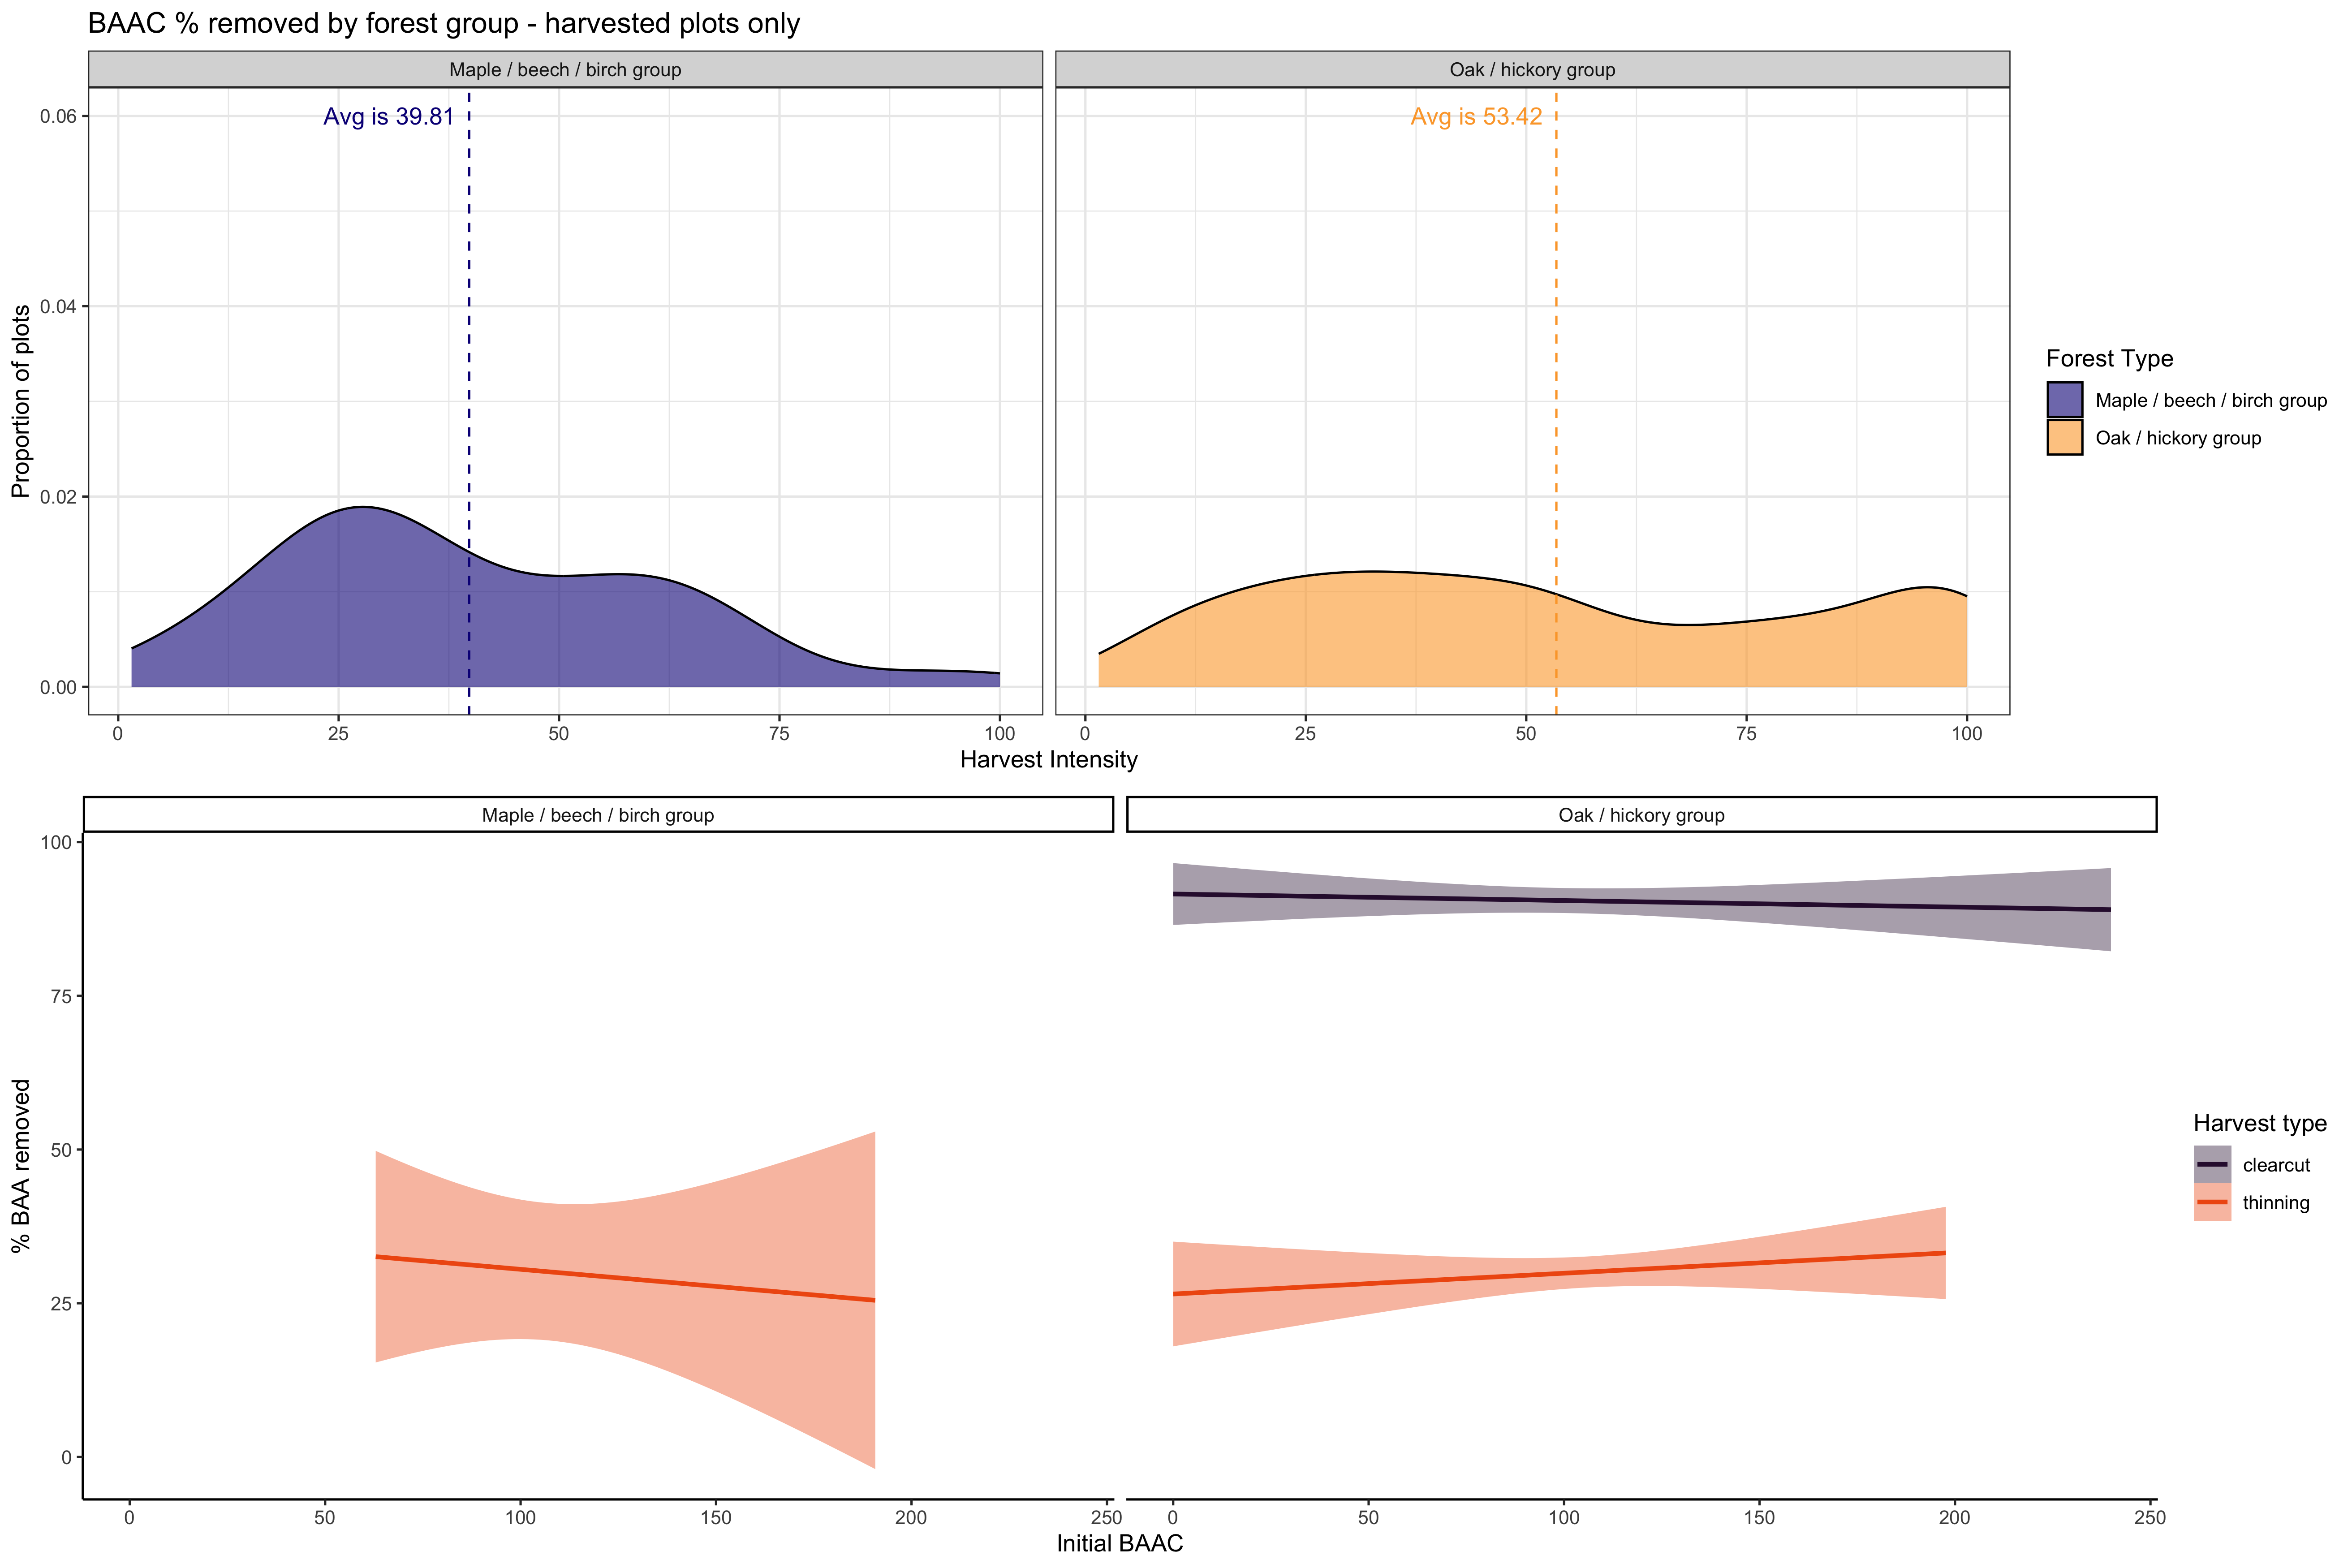 BAAC % removed by forest group - harvested plots only
Maple / beech / birch group
Oak / hickory group
Avg is 39.81
Avg is 53.42
Proportion of plots
0.06
0.04
0.02
0.00
0 25 50 75 100
0 25 50 75 100
Harvest Intensity
Forest Type
Maple / beech / birch group
Oak / hickory group
Maple / beech / birch group
Oak / hickory group
% BAA removed
100
75
50
25
0
0 50 100 150 200 250
0 50 100 150 200 250
Initial BAAC
Harvest type
clearcut
thinning